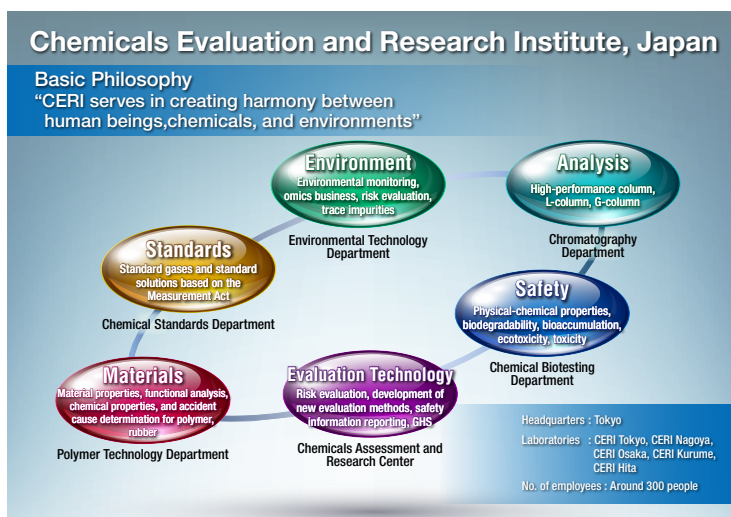 Chemicals Evaluation and Research Institute, Japan
Basic Philosophy
“CERI serves in creating harmony between
human beings,chemicals, and environments”
Environment
Environmental monitoring,
omics business, risk evaluation,
trace impurities
Environmental Technology
Department
Analysis
High-performance column,
L-column, G-column
Chromatography
Department
Standards
Standard gases and standard
solutions based on the
Measurement Act
Chemical Standards Department
Safety
Physical-chemical properties,
biodegradability, bioaccumulation,
ecotoxicity, toxicity
Chemical Biotesting
Department
Materials
Material properties, functional analysis,
chemical properties, and accident
cause determination for polymer,
rubber
Polymer Technology Department
Evaluation Technology
Risk evaluation, development of
new evaluation methods, safety
information reporting, GHS
Chemicals Assessment and
Research Center
Headquarters : Tokyo
Laboratories : CERI Tokyo, CERI Nagoya,
CERI Osaka, CERI Kurume,
CERI Hita
No. of employees : Around 300 people